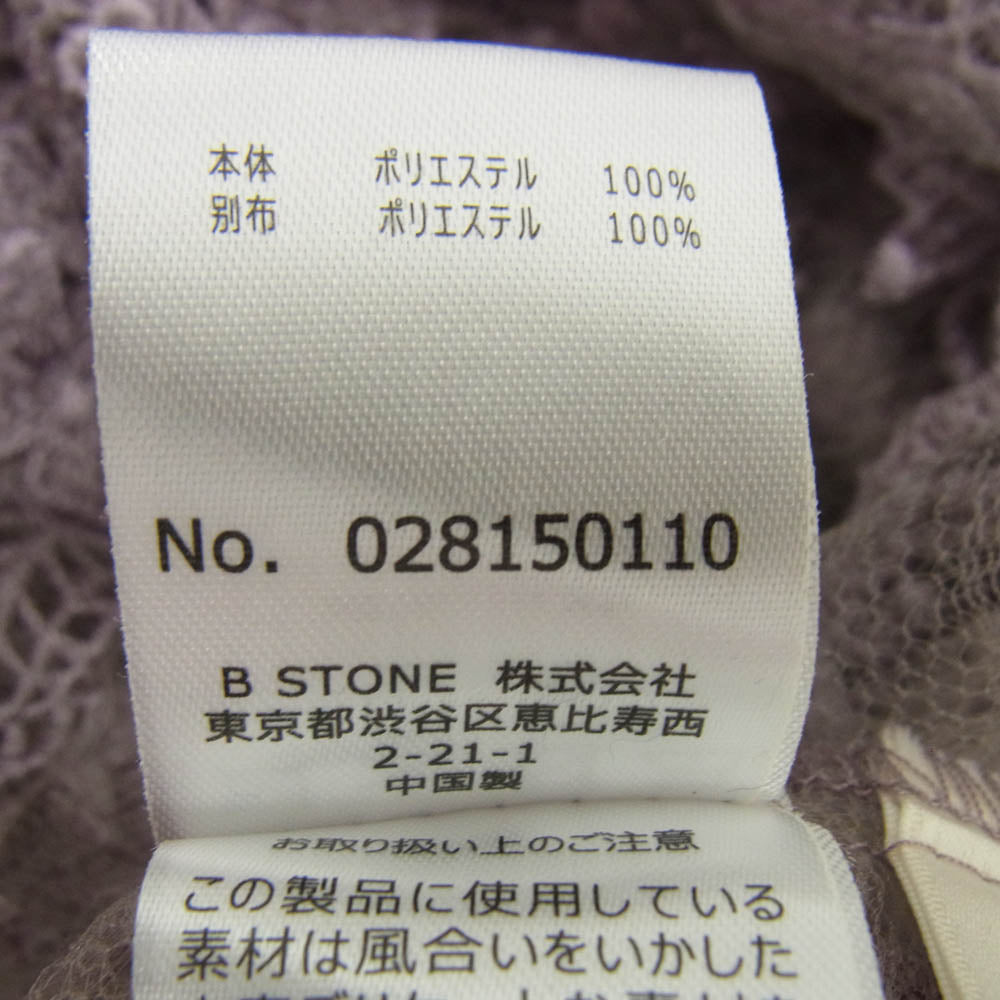 本体 ポリエステル 100%
別布 ポリエステル 100%
No. 028150110
B STONE 株式会社
東京都渋谷区恵比寿西
2-21-1
中国製
お取り扱い上のご注意
この製品に使用している
素材は風合いをいかした